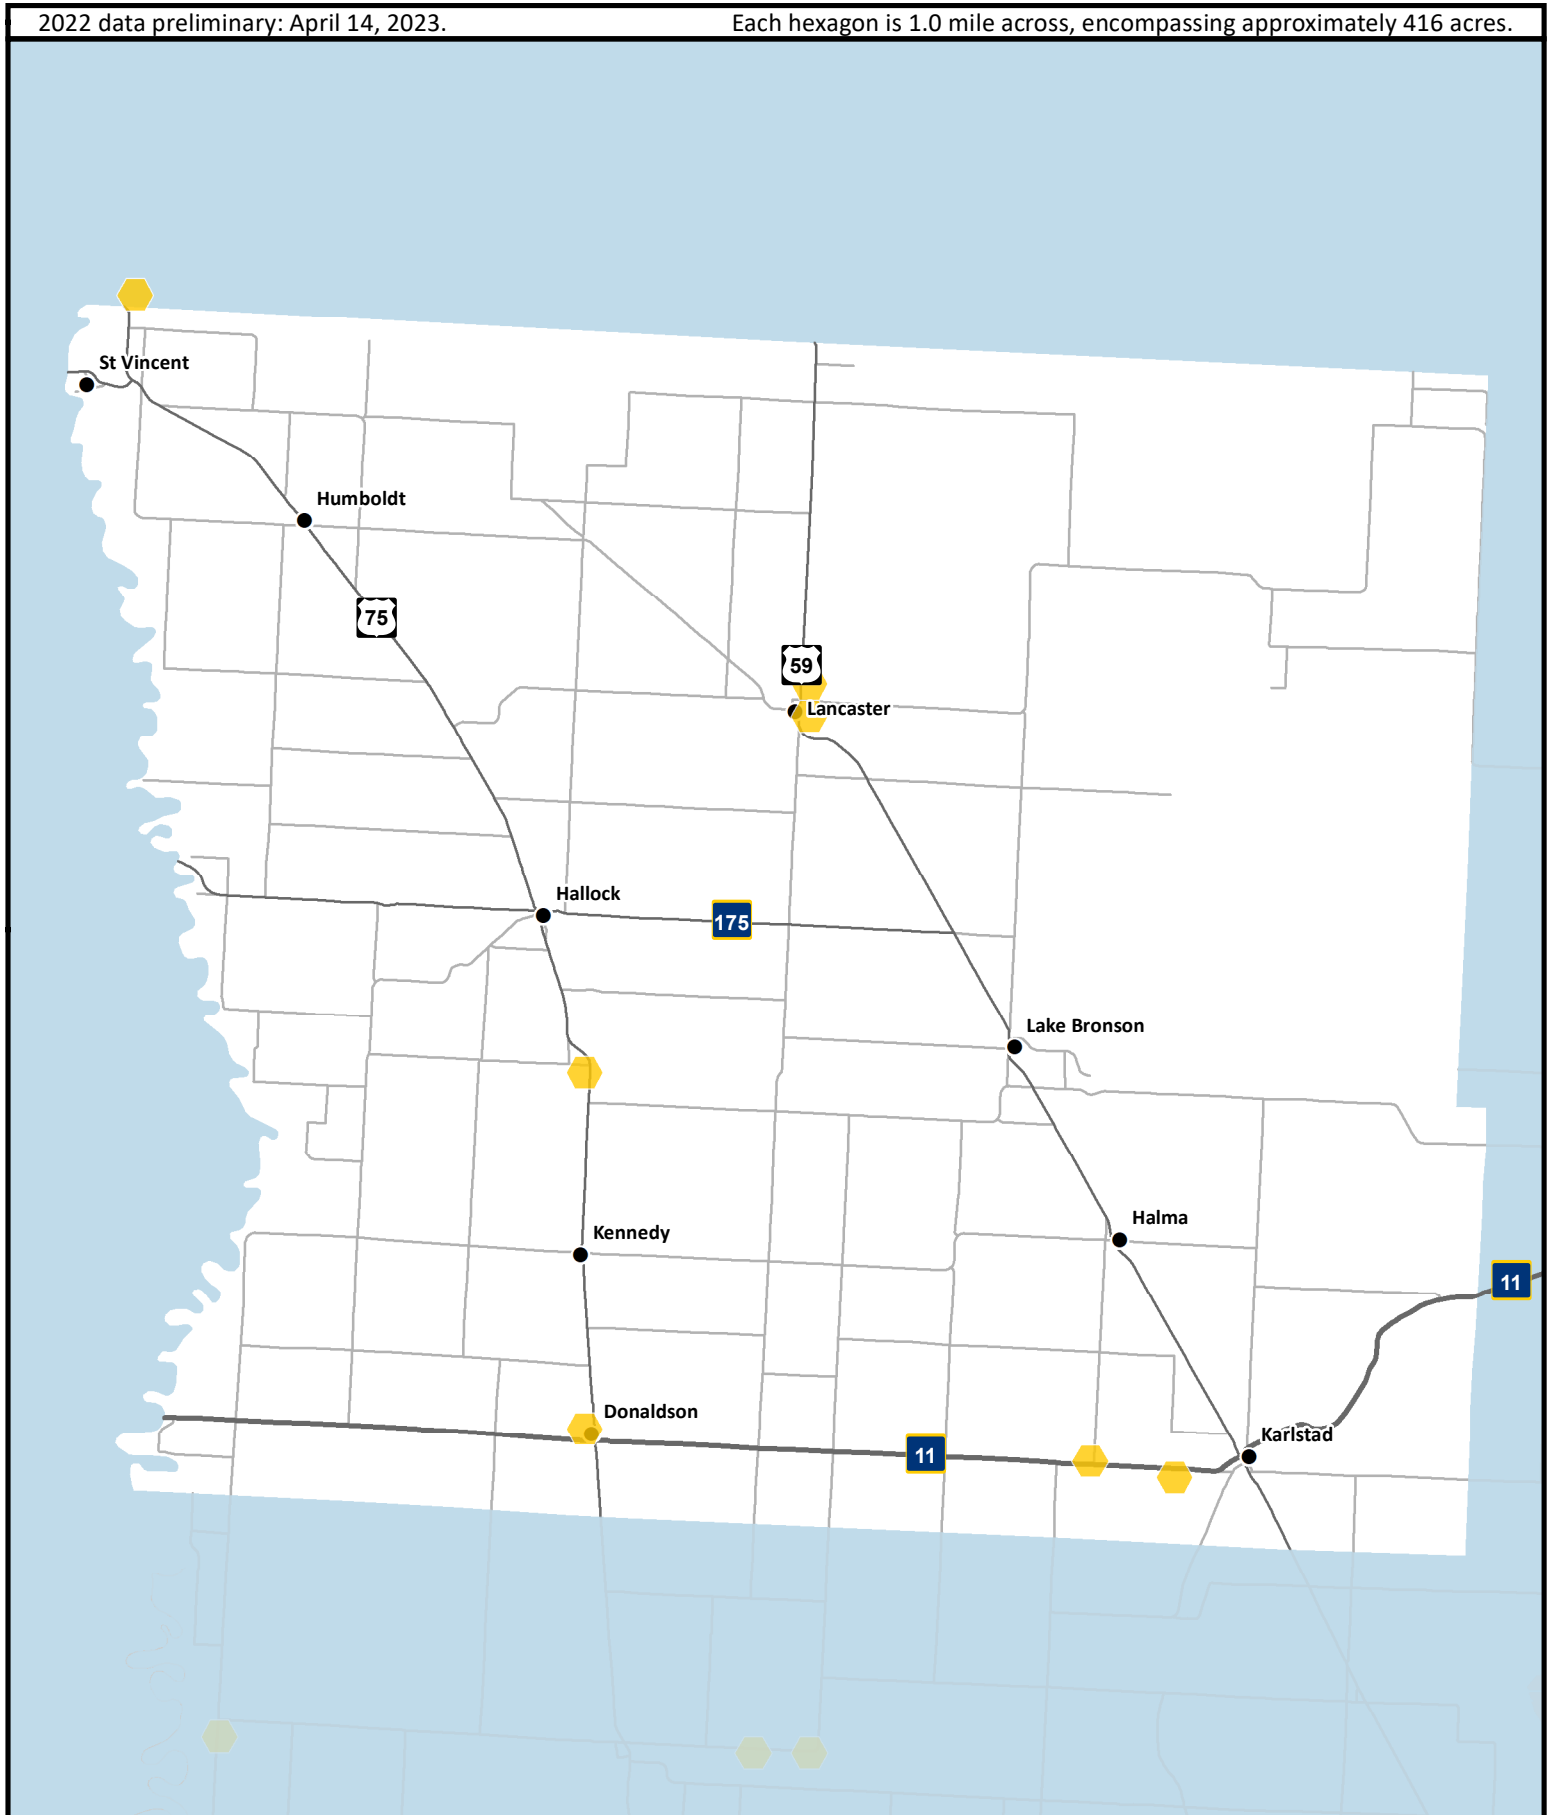 2022 data preliminary: April 14, 2023. Each hexagon is 1.0 mile across, encompassing approximately 416 acres.
St Vincent
Humboldt
75
59
Lancaster
Hallock
175
Lake Bronson
Halma
Kennedy
11
Donaldson
Karlstad
11